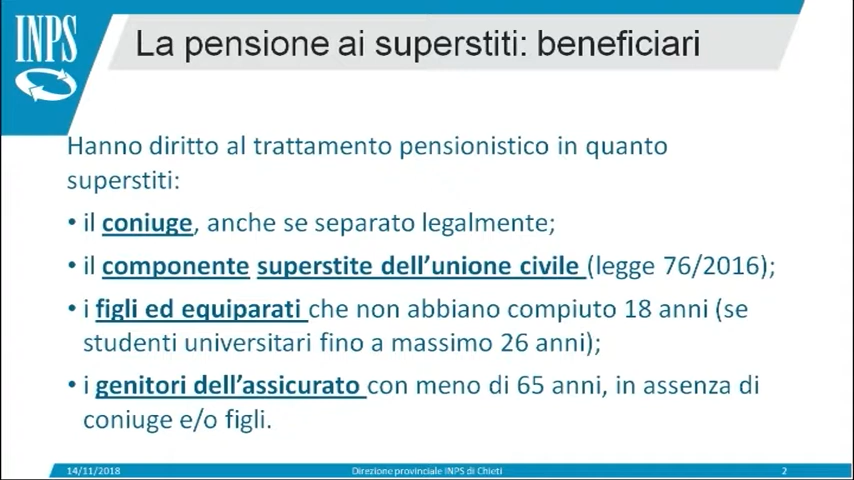 INPS
La pensione ai superstiti: beneficiari
Hanno diritto al trattamento pensionistico in quanto
superstiti:
• il coniuge, anche se separato legalmente;
• il componente superstite dell'unione civile (legge 76/2016);
• i figli ed equiparati che non abbiano compiuto 18 anni (se
studenti universitari fino a massimo 26 anni);
• i genitori dell'assicurato con meno di 65 anni, in assenza di
coniuge e/o figli.
14/11/2018 Direzione provinciale INPS di Chieti 2